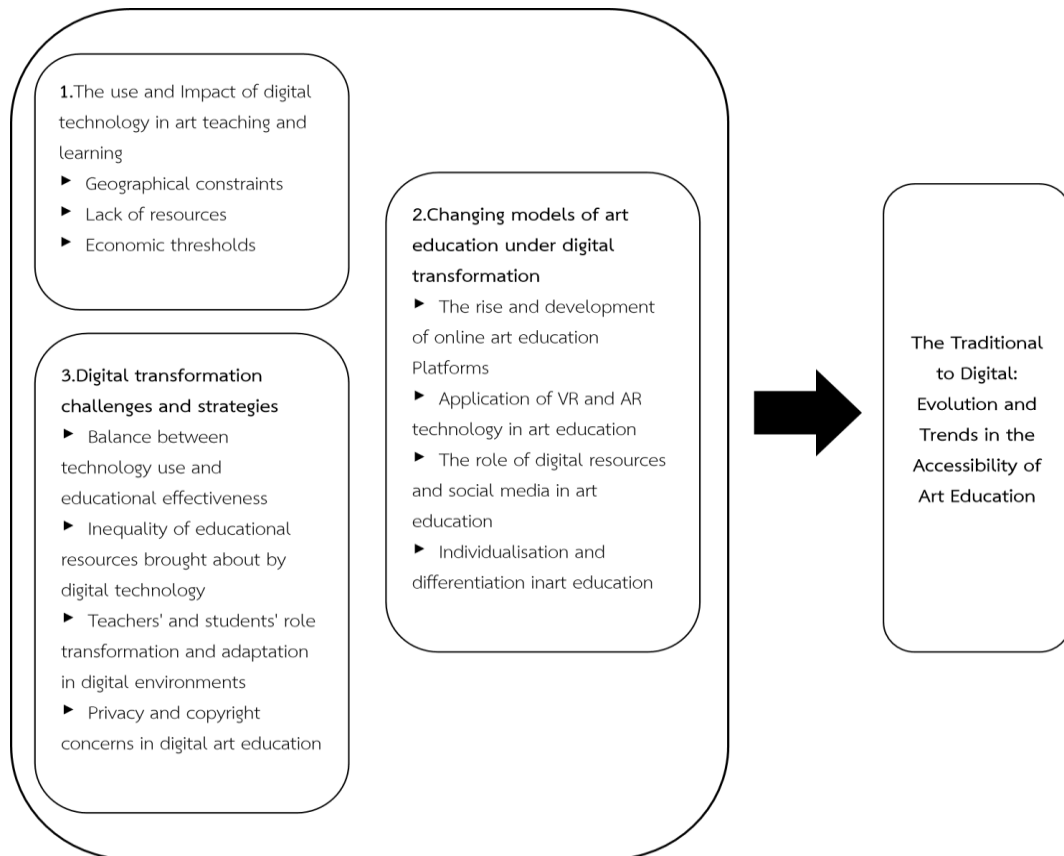 1.The use and Impact of digital
technology in art teaching and
learning
► Geographical constraints
► Lack of resources
► Economic thresholds
2.Changing models of art
education under digital
transformation
► The rise and development
of online art education
Platforms
► Application of VR and AR
technology in art education
► The role of digital resources
and social media in art
education
► Individualisation and
differentiation inart education
3.Digital transformation
challenges and strategies
► Balance between
technology use and
educational effectiveness
► Inequality of educational
resources brought about by
digital technology
► Teachers' and students' role
transformation and adaptation
in digital environments
► Privacy and copyright
concerns in digital art education
The Traditional
to Digital:
Evolution and
Trends in the
Accessibility of
Art Education